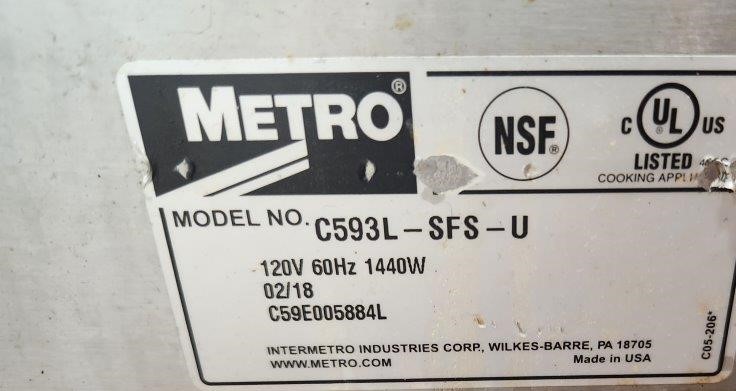 METRO®
NSF®
C UL US
LISTED
COOKING
MODEL NO. C593L-SFS-U
120V 60Hz 1440W
02/18
C59E005884L
INTERMETRO INDUSTRIES CORP., WILKES-BARRE, PA 18705
WWW.METRO.COM
Made in USA
C05-206*